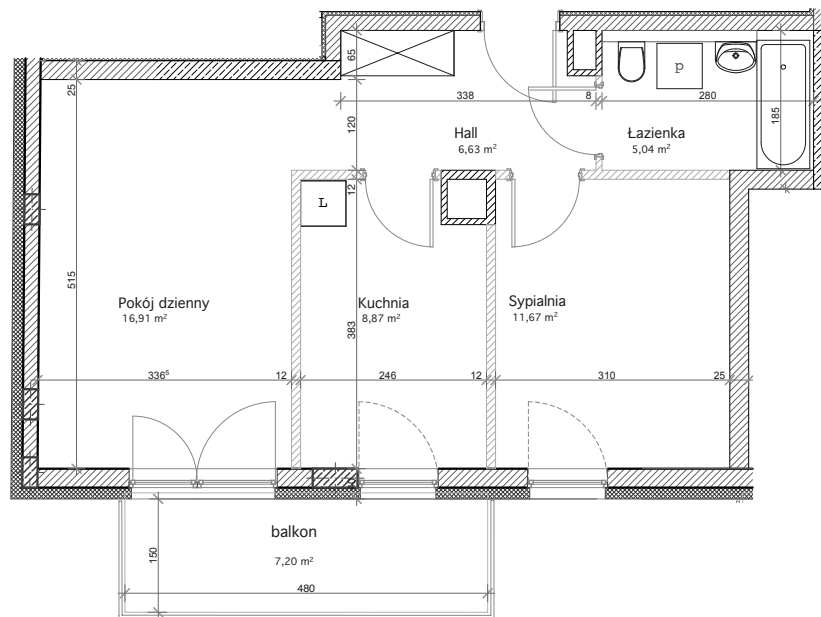 65
p
25
338
8
280
120
185
Hall
6,63 m²
Łazienka
5,04 m²
12
L
515
Pokój dzienny
16,91 m²
Kuchnia
8,87 m²
Sypialnia
11,67 m²
383
336⁵
12
246
12
310
25
balkon
7,20 m²
150
480